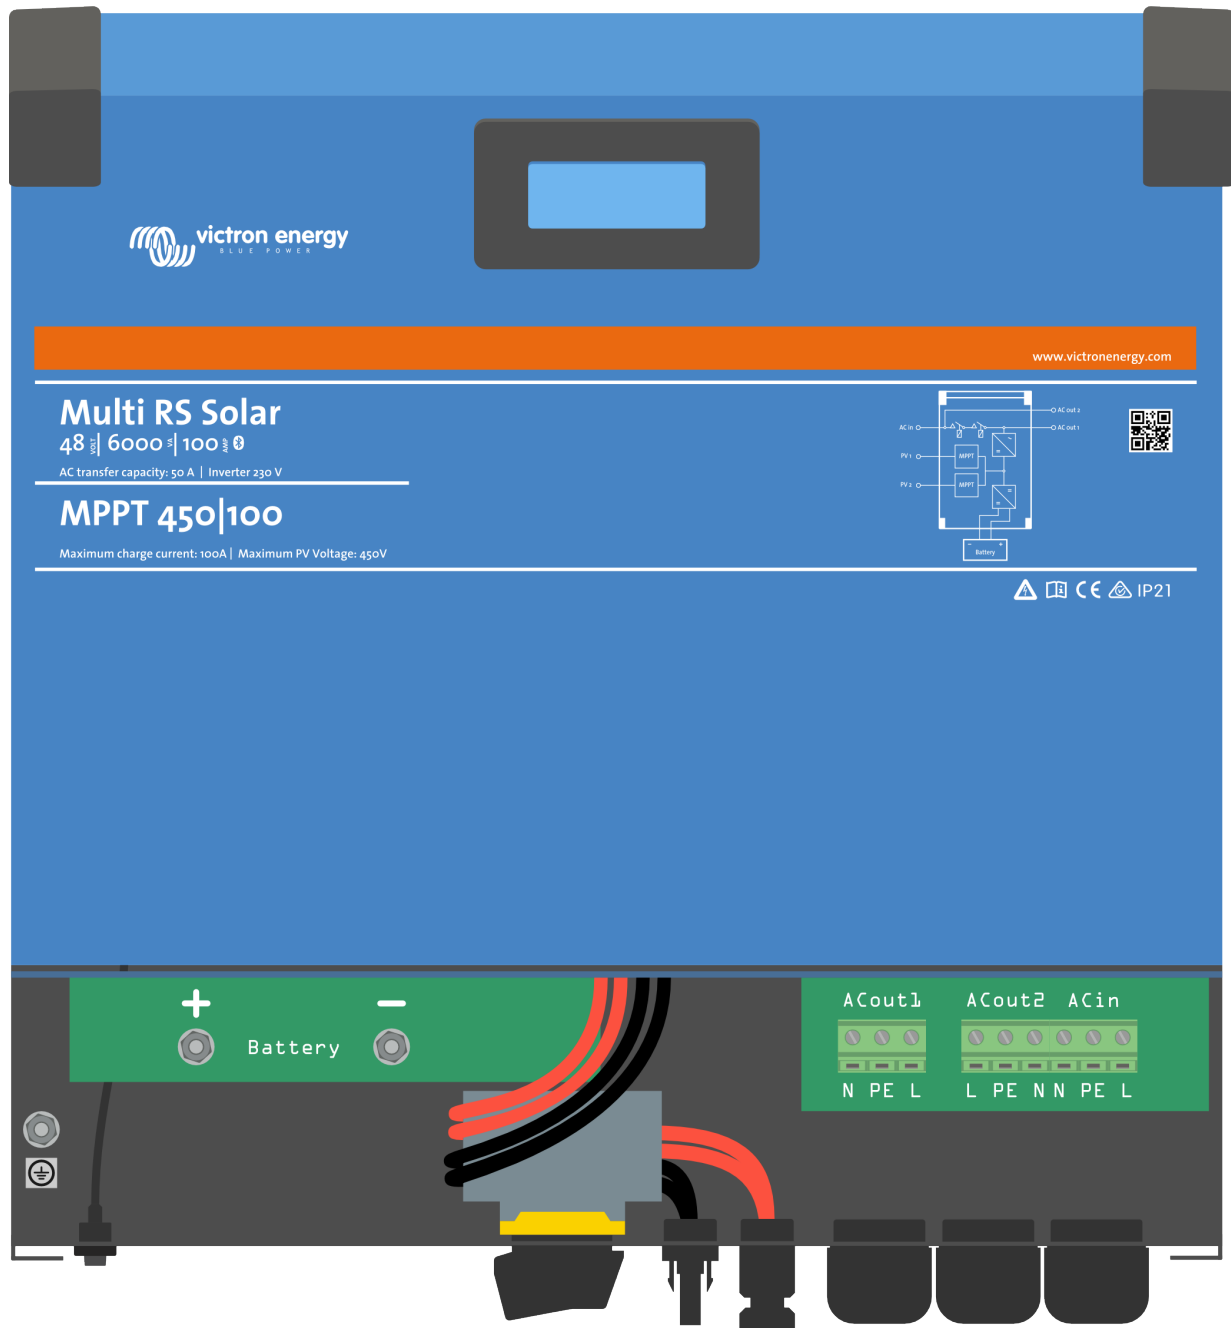 victron energy
BLUE POWER
www.victronenergy.com
Multi RS Solar
48 VOLT | 6000 VA | 100 AMP
AC transfer capacity: 50 A | Inverter 230 V
MPPT 450|100
Maximum charge current: 100A | Maximum PV Voltage: 450V
AC out 2
AC in
AC out 1
PV 1
MPPT
PV 2
MPPT
- +
Battery
CE IP21
+ −
Battery
ACout1 ACout2 ACin
N PE L L PE N N PE L